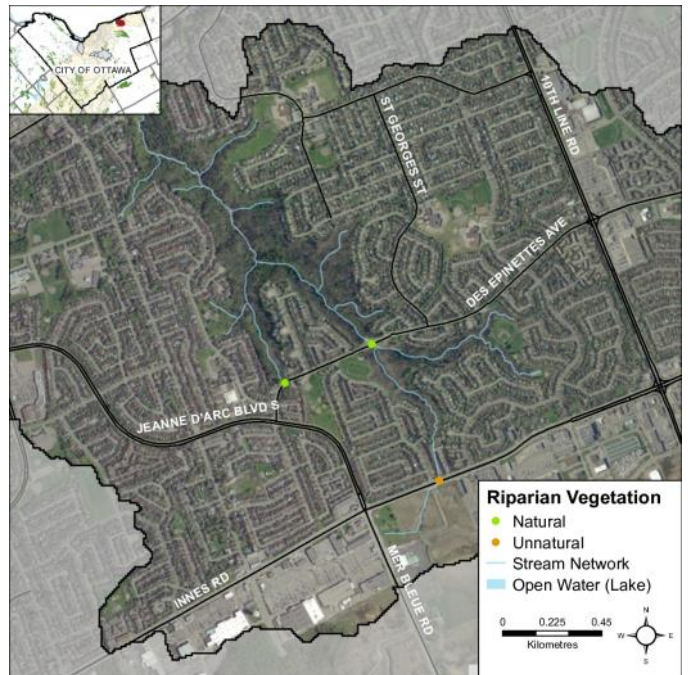 CITY OF OTTAWA
10TH LINE RD
ST GEORGES ST
DES EPINETTES AVE
JEANNE D'ARC BLVD S
INNES RD
MER BLEUE RD
Riparian Vegetation
Natural
Unnatural
Stream Network
Open Water (Lake)
0 0.225 0.45
Kilometres
N
W E
S